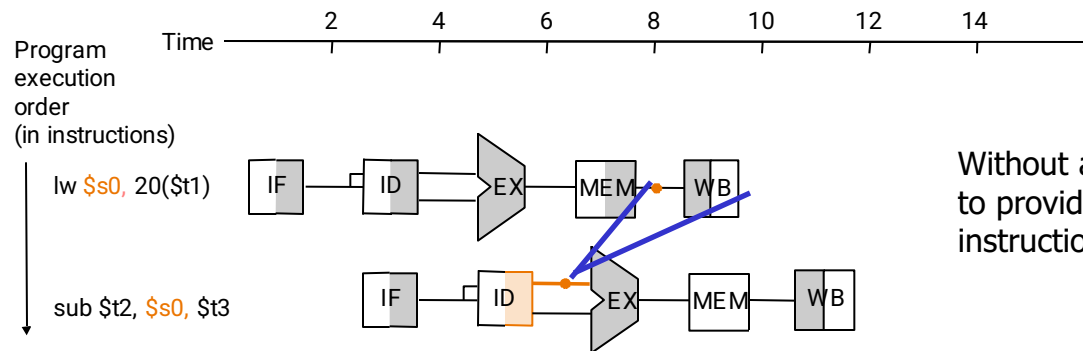 2 4 6 8 10 12 14
Time
Program
execution
order
(in instructions)
lw $s0, 20($t1)
IF ID EX MEM WB
sub $t2, $s0, $t3
IF ID EX MEM WB
Without a
to provid
instructio